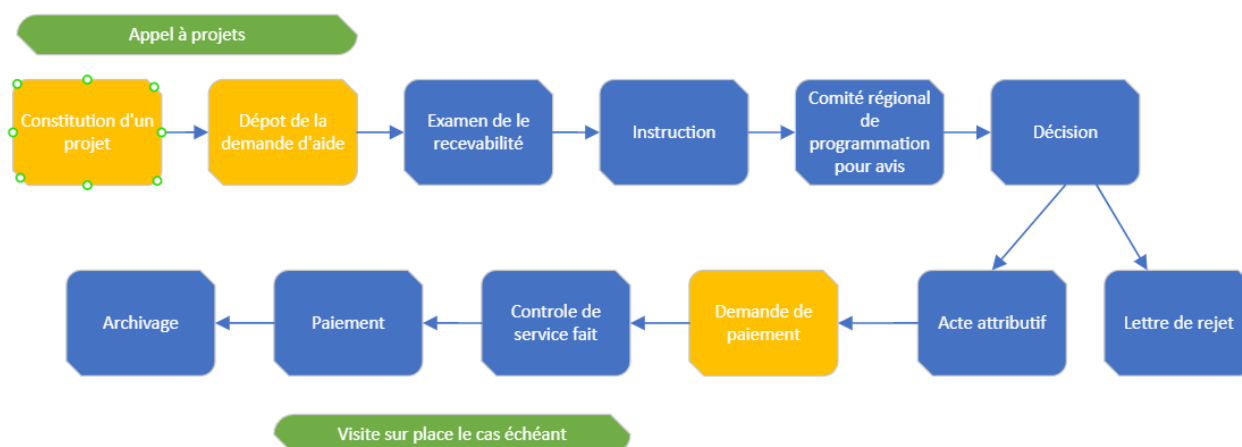 Appel à projets
Constitution d'un
projet
Dépot de la
demande d'aide
Examen de le
recevabilité
Instruction
Comité régional
de
programmation
pour avis
Décision
Archivage
Paiement
Controle de
service fait
Demande de
paiement
Acte attributif
Lettre de rejet
Visite sur place le cas échéant